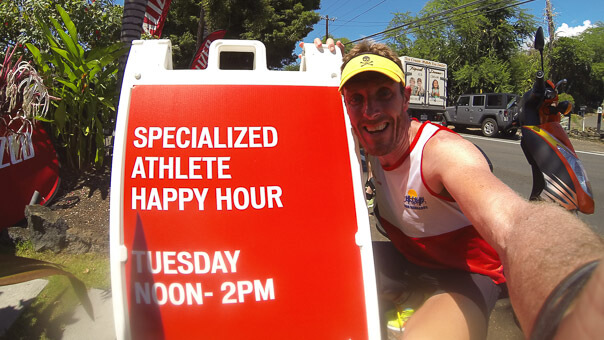 SPECIALIZED
ATHLETE
HAPPY HOUR
TUESDAY
NOON- 2PM